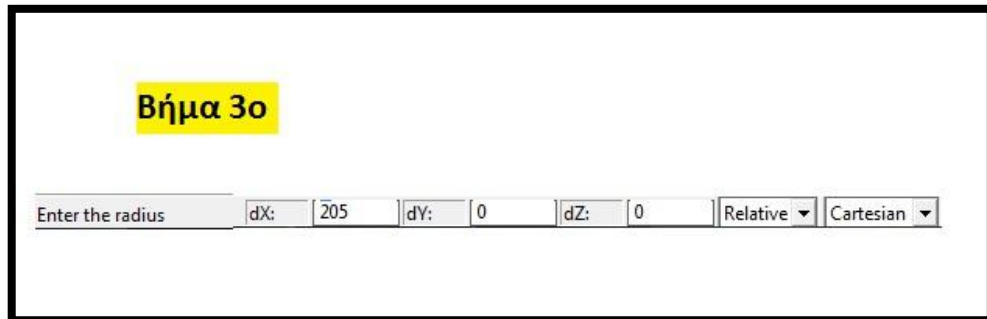 Βήμα 3ο
Enter the radius dX: 205 dY: 0 dZ: 0 Relative Cartesian